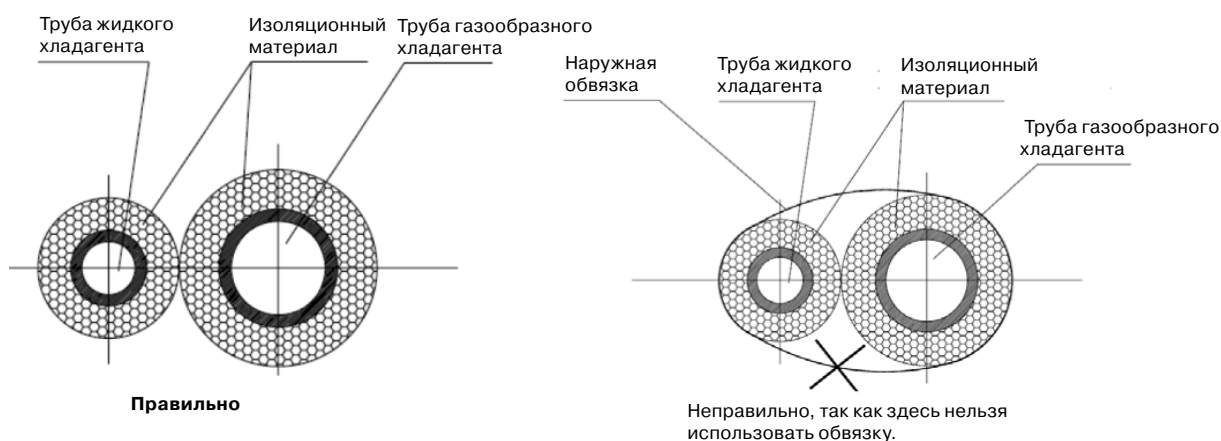 Труба жидкого
хладагента
Изоляционный
материал
Труба газообразного
хладагента
Правильно
Наружная
обвязка
Труба жидкого
хладагента
Изоляционный
материал
Труба газообразного
хладагента
Неправильно, так как здесь нельзя
использовать обвязку.